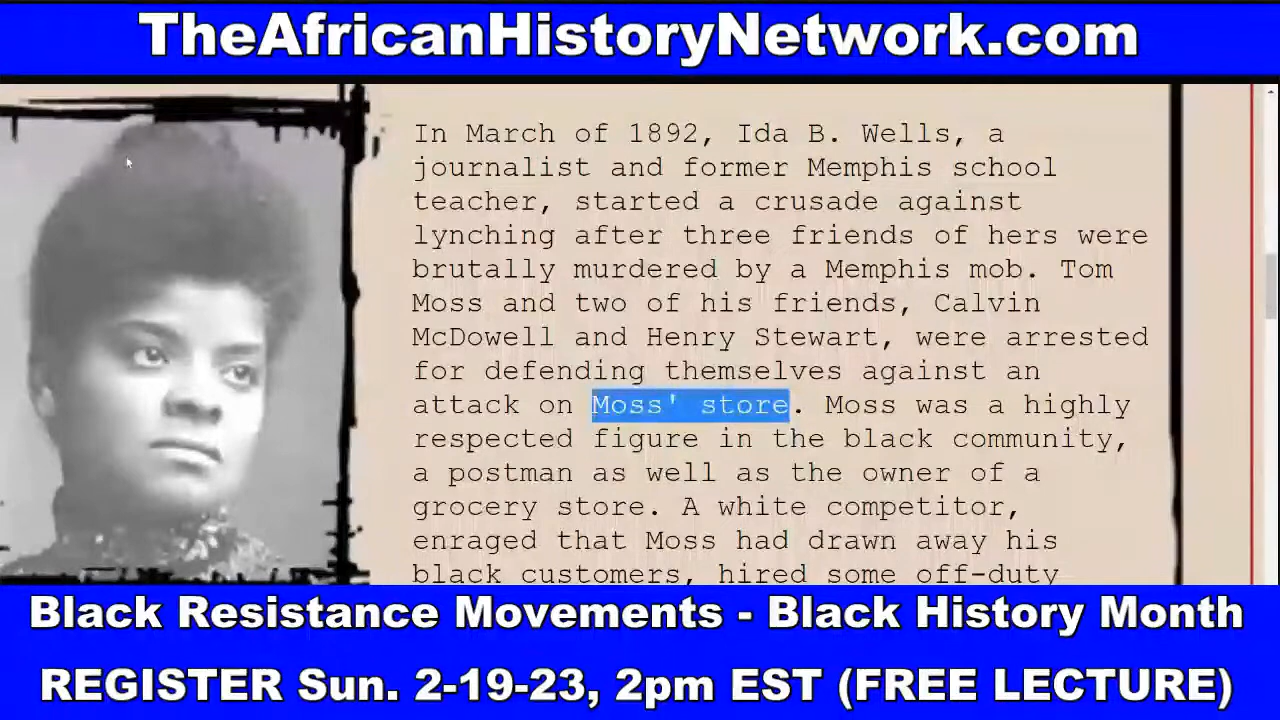 TheAfricanHistoryNetwork.com
In March of 1892, Ida B. Wells, a
journalist and former Memphis school
teacher, started a crusade against
lynching after three friends of hers were
brutally murdered by a Memphis mob. Tom
Moss and two of his friends, Calvin
McDowell and Henry Stewart, were arrested
for defending themselves against an
attack on Moss' store. Moss was a highly
respected figure in the black community,
a postman as well as the owner of a
grocery store. A white competitor,
enraged that Moss had drawn away his
black customers, hired some off-duty
Black Resistance Movements - Black History Month
REGISTER Sun. 2-19-23, 2pm EST (FREE LECTURE)